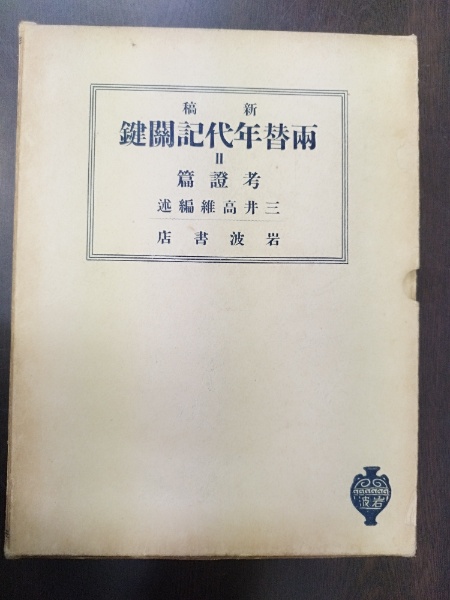 新稿
兩替年代記關鍵
II
考證篇
三井高維編述
岩波書店
岩波